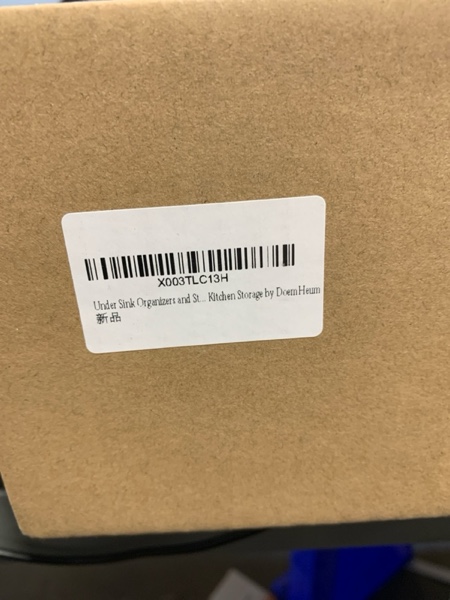 X003TLC13H
Under Sink Organizers and St... Kitchen Storage by DoemHeum
新品